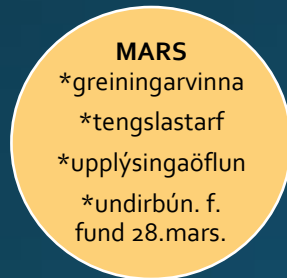 MARS
*greiningarvinna
*tengslastarf
*upplýsingaöflun
*undirbún. f.
fund 28.mars.